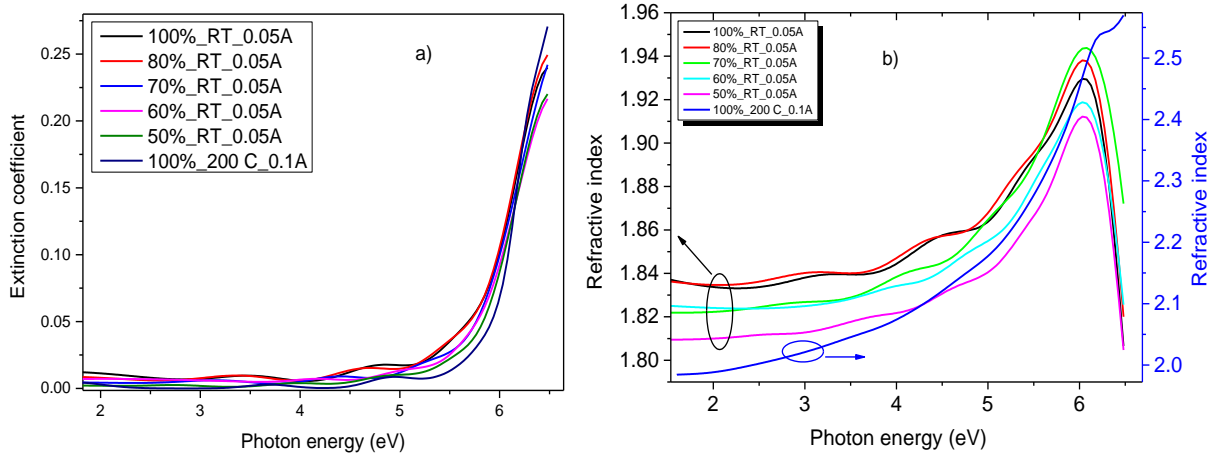 a)
100%_RT_0.05A
80%_RT_0.05A
70%_RT_0.05A
60%_RT_0.05A
50%_RT_0.05A
100%_200 C_0.1A
Extinction coefficient
0.25
0.20
0.15
0.10
0.05
0.00
2 3 4 5 6
Photon energy (eV)
b)
100%_RT_0.05A
80%_RT_0.05A
70%_RT_0.05A
60%_RT_0.05A
50%_RT_0.05A
100%_200 C_0.1A
Refractive index
1.96
1.94
1.92
1.90
1.88
1.86
1.84
1.82
1.80
2 3 4 5 6
Photon energy (eV)
2.5
2.4
2.3
2.2
2.1
2.0
Refractive index